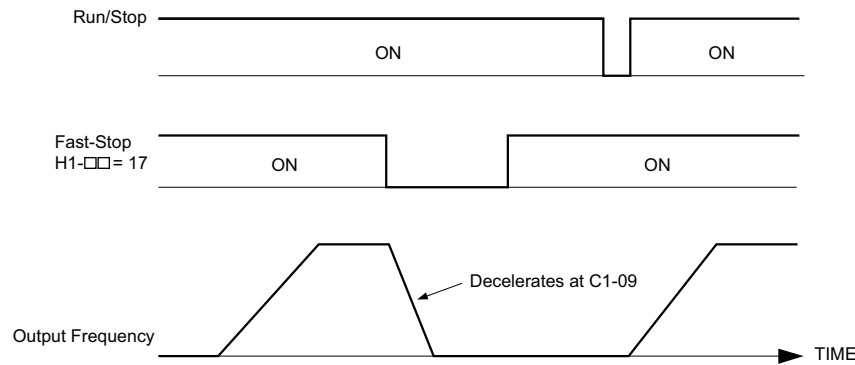 Run/Stop
ON
ON
Fast-Stop
H1-□□= 17
ON
ON
Decelerates at C1-09
Output Frequency
TIME